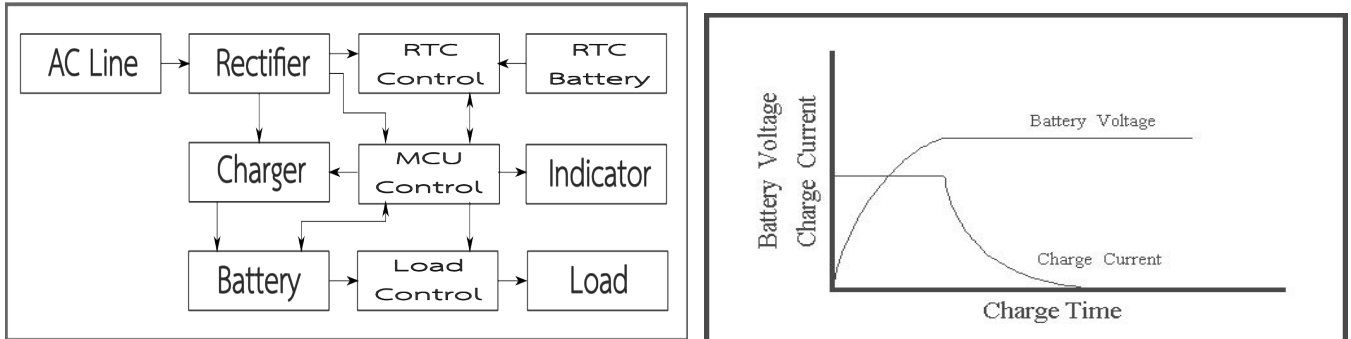 AC Line
Rectifier
RTC
Control
RTC
Battery
Charger
MCU
Control
Indicator
Battery
Load
Control
Load
Battery Voltage
Charge Current
Battery Voltage
Charge Current
Charge Time